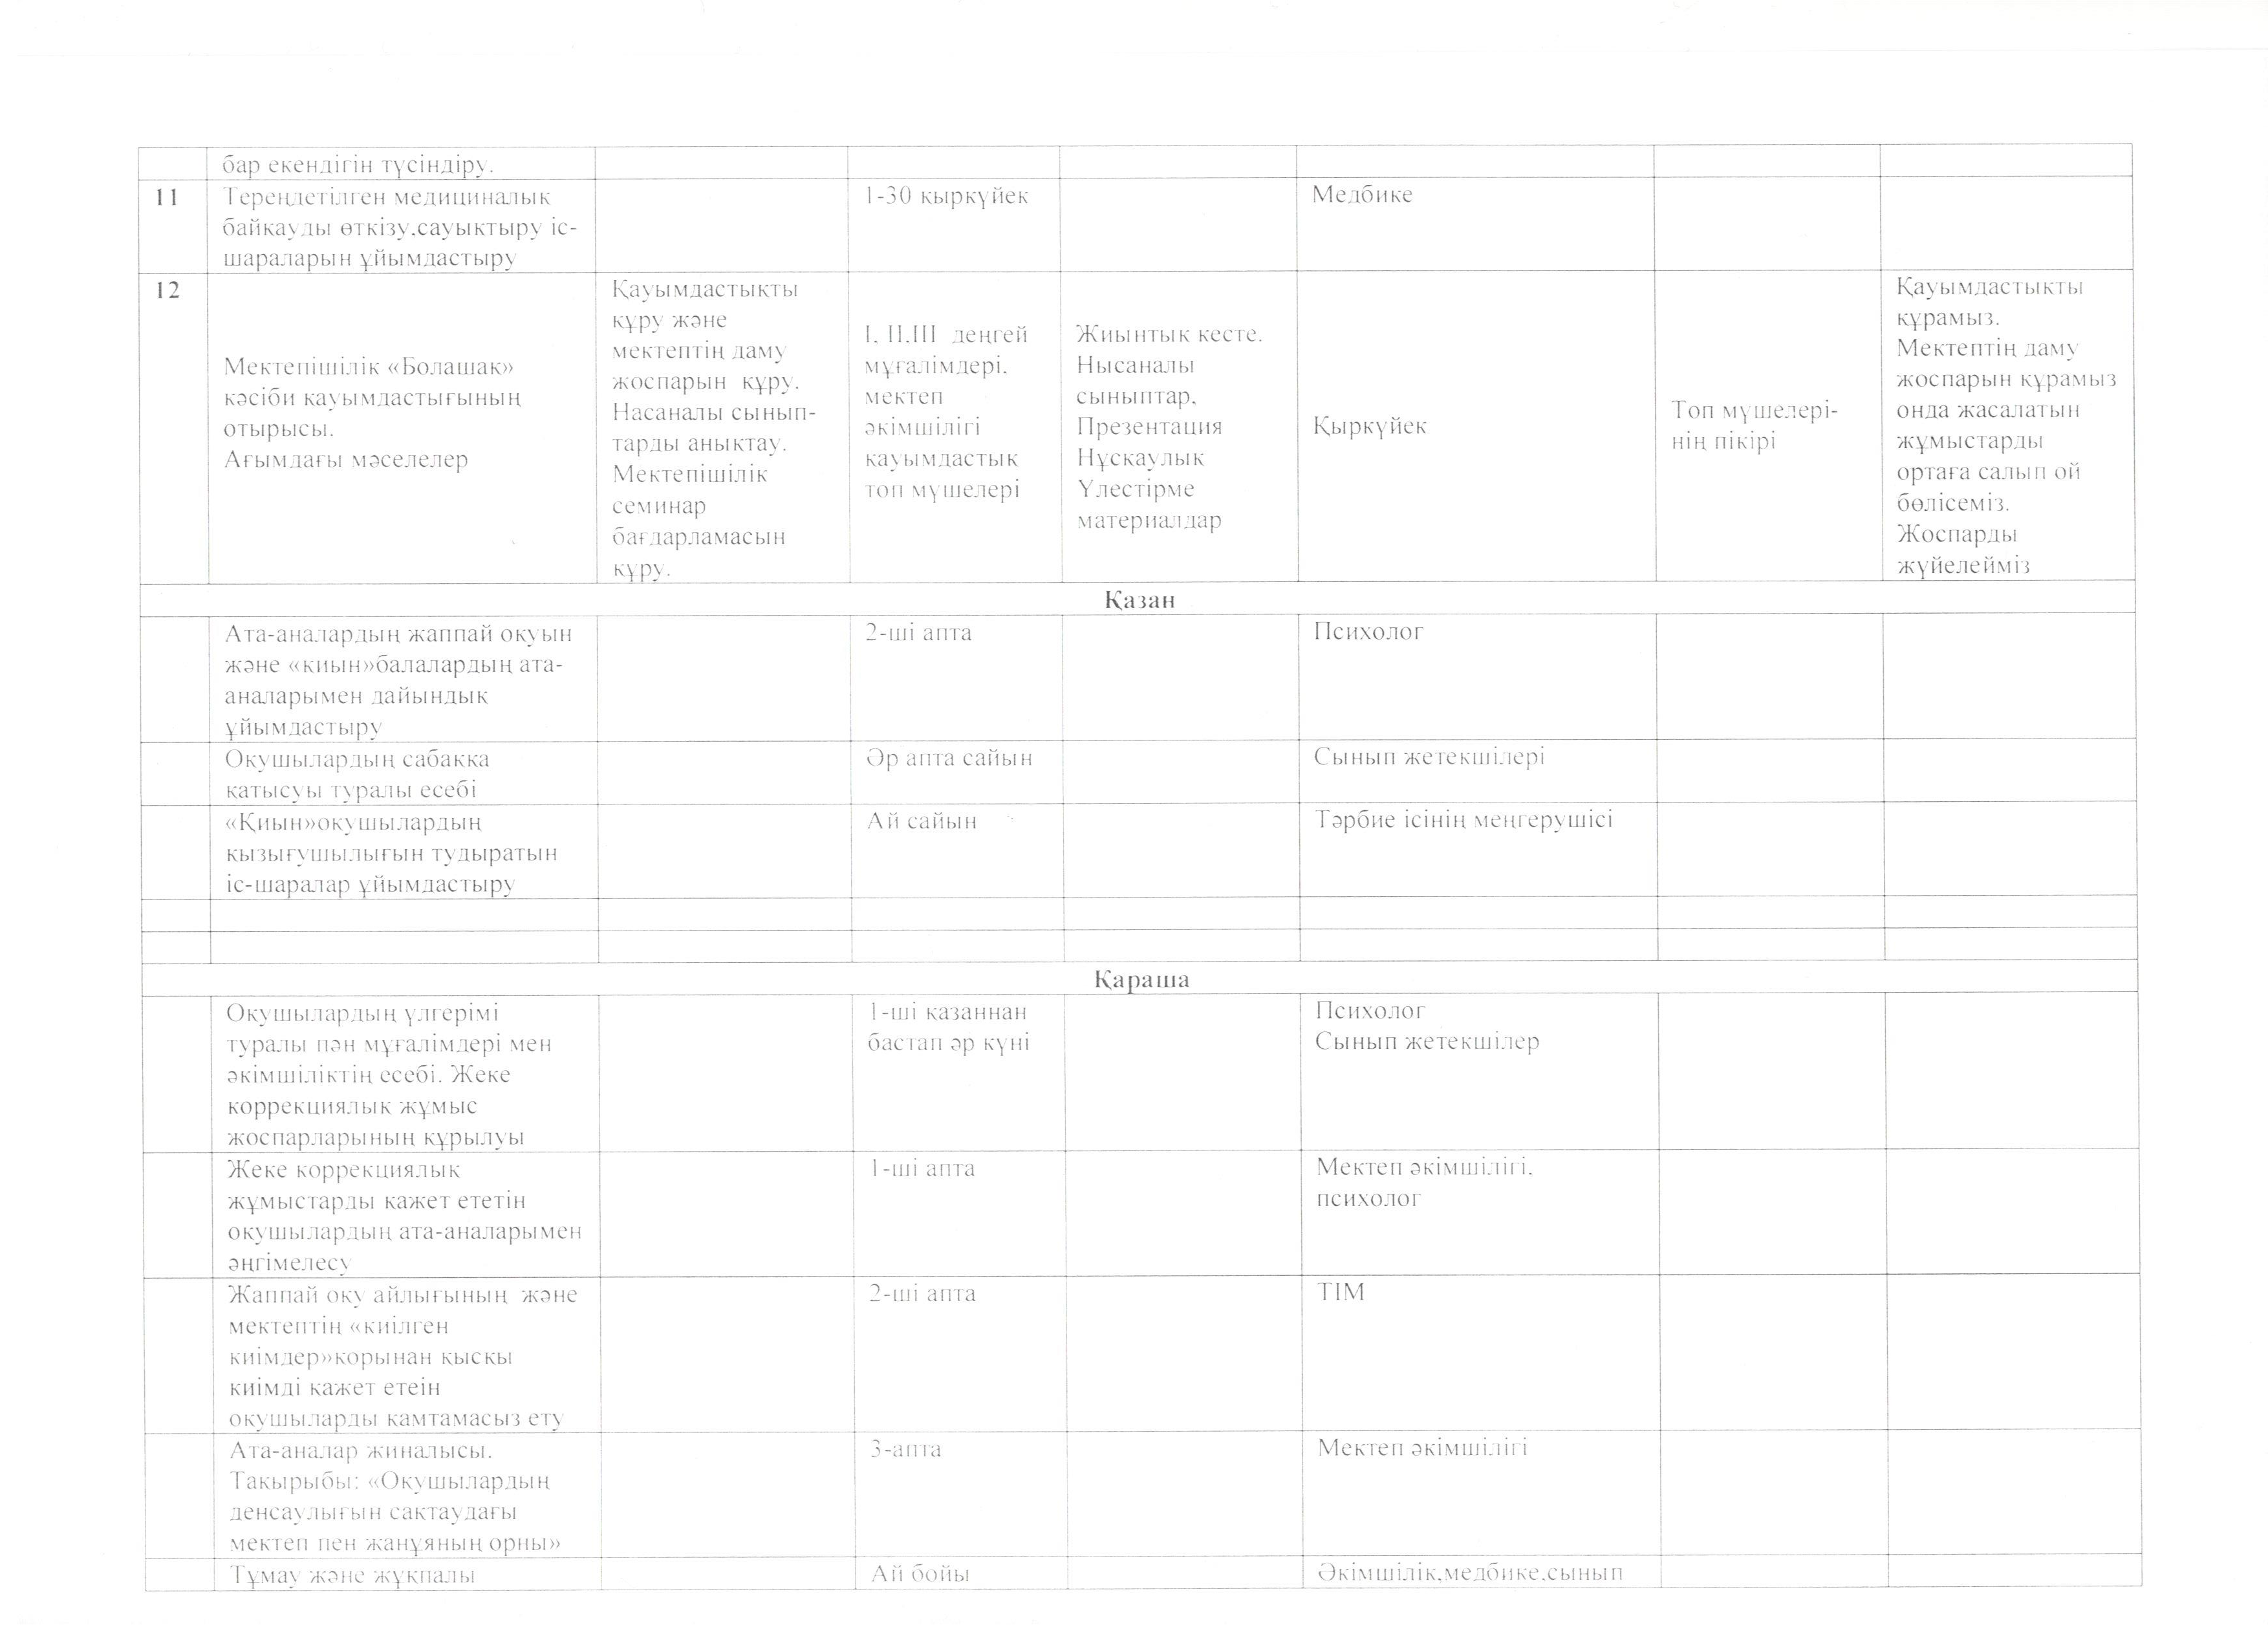 бар екендігін түсіндіру.
11
Тереңдетілген медициналық
байқауды өткізу,сауықтыру іс-
шараларын ұйымдастыру
1-30 қыркүйек
Медбике
12
Мектепішілік «Болашақ»
кәсіби қауымдастығының
отырысы.
Ағымдағы мәселелер
Қауымдастықты
құру және
мектептің даму
жоспарын құру.
Насаналы сынып-
тарды анықтау.
Мектепішілік
семинар
бағдарламасын
құру.
I, II,III деңгей
мұғалімдері,
мектеп
әкімшілігі
қауымдастық
топ мүшелері
Жиынтық кесте.
Нысаналы
сыныптар,
Презентация
Нұсқаулық
Үлестірме
материалдар
Қыркүйек
Топ мүшелері-
нің пікірі
Қауымдастықты
құрамыз.
Мектептің даму
жоспарын құрамыз
онда жасалатын
жұмыстарды
ортаға салып ой
бөлісеміз.
Жоспарды
жүйелейміз
Қазан
Ата-аналардың жаппай оқуын
және «қиын»балалардың ата-
аналарымен дайындық
ұйымдастыру
2-ші апта
Психолог
Оқушылардың сабаққа
қатысуы туралы есебі
Әр апта сайын
Сынып жетекшілері
«Қиын»оқушылардың
қызығушылығын тудыратын
іс-шаралар ұйымдастыру
Ай сайын
Тәрбие ісінің меңгерушісі
Қараша
Оқушылардың үлгерімі
туралы пән мұғалімдері мен
әкімшіліктің есебі. Жеке
коррекциялық жұмыс
жоспарларының құрылуы
1-ші қазаннан
бастап әр күні
Психолог
Сынып жетекшілер
Жеке коррекциялық
жұмыстарды қажет ететін
оқушылардың ата-аналарымен
әңгімелесу
1-ші апта
Мектеп әкімшілігі,
психолог
Жаппай оқу айлығының және
мектептің «киілген
киімдер»қорынан қысқы
киімді қажет етеін
оқушыларды қамтамасыз ету
2-ші апта
ТІМ
Ата-аналар жиналысы.
Тақырыбы: «Оқушылардың
денсаулығын сақтаудағы
мектеп пен жанұяның орны»
3-апта
Мектеп әкімшілігі
Тұмау және жұқпалы
Ай бойы
Әкімшілік,медбике,сынып